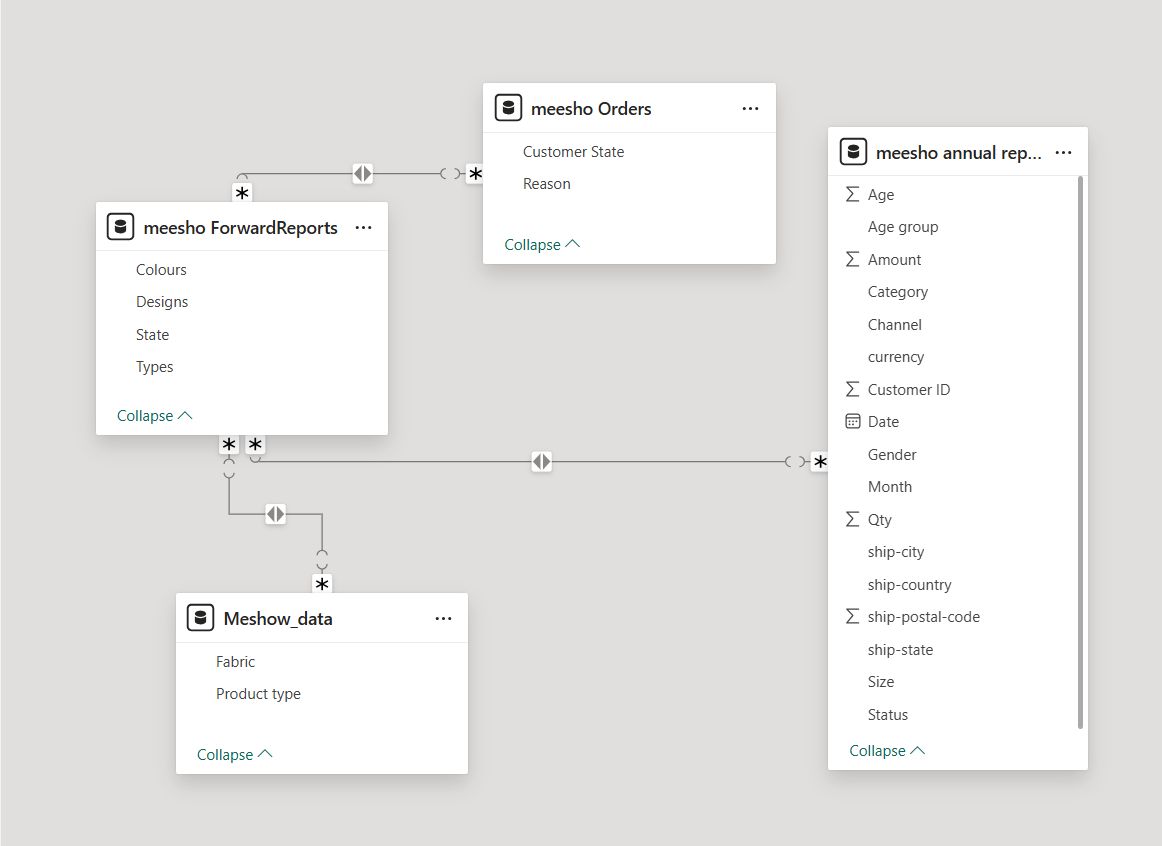 meesho Orders
Customer State
Reason
Collapse
meesho ForwardReports
Colours
Designs
State
Types
Collapse
meesho annual rep...
Age
Age group
Amount
Category
Channel
currency
Customer ID
Date
Gender
Month
Qty
ship-city
ship-country
ship-postal-code
ship-state
Size
Status
Collapse
Meshow_data
Fabric
Product type
Collapse